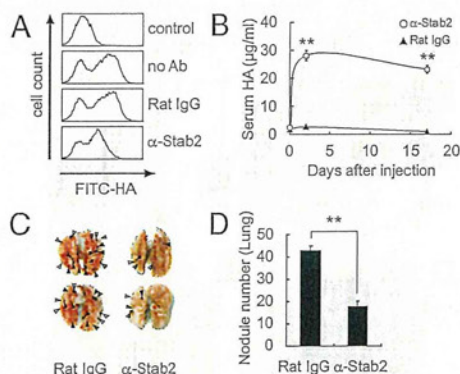 A
cell count
control
no Ab
Rat IgG
α-Stab2
FITC-HA
B
Serum HA (µg/ml)
40
30
20
10
0
**
**
α-Stab2
Rat IgG
0 5 10 15 20
Days after injection
C
Rat IgG α-Stab2
D
Nodule number (Lung)
50
40
30
20
10
0
**
Rat IgG α-Stab2